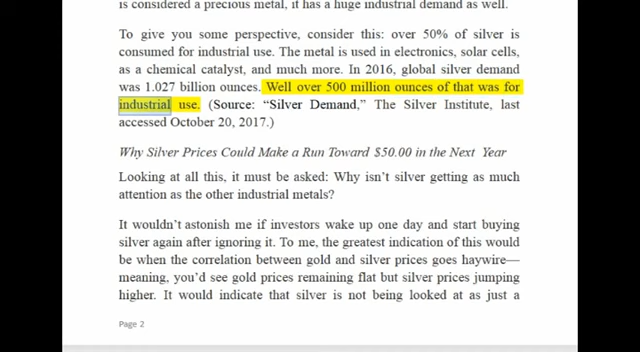 is considered a precious metal, it has a huge industrial demand as well.
To give you some perspective, consider this: over 50% of silver is
consumed for industrial use. The metal is used in electronics, solar cells,
as a chemical catalyst, and much more. In 2016, global silver demand
was 1.027 billion ounces. Well over 500 million ounces of that was for
industrial use. (Source: “Silver Demand,” The Silver Institute, last
accessed October 20, 2017.)
Why Silver Prices Could Make a Run Toward $50.00 in the Next Year
Looking at all this, it must be asked: Why isn’t silver getting as much
attention as the other industrial metals?
It wouldn’t astonish me if investors wake up one day and start buying
silver again after ignoring it. To me, the greatest indication of this would
be when the correlation between gold and silver prices goes haywire—
meaning, you’d see gold prices remaining flat but silver prices jumping
higher. It would indicate that silver is not being looked at as just a
Page 2